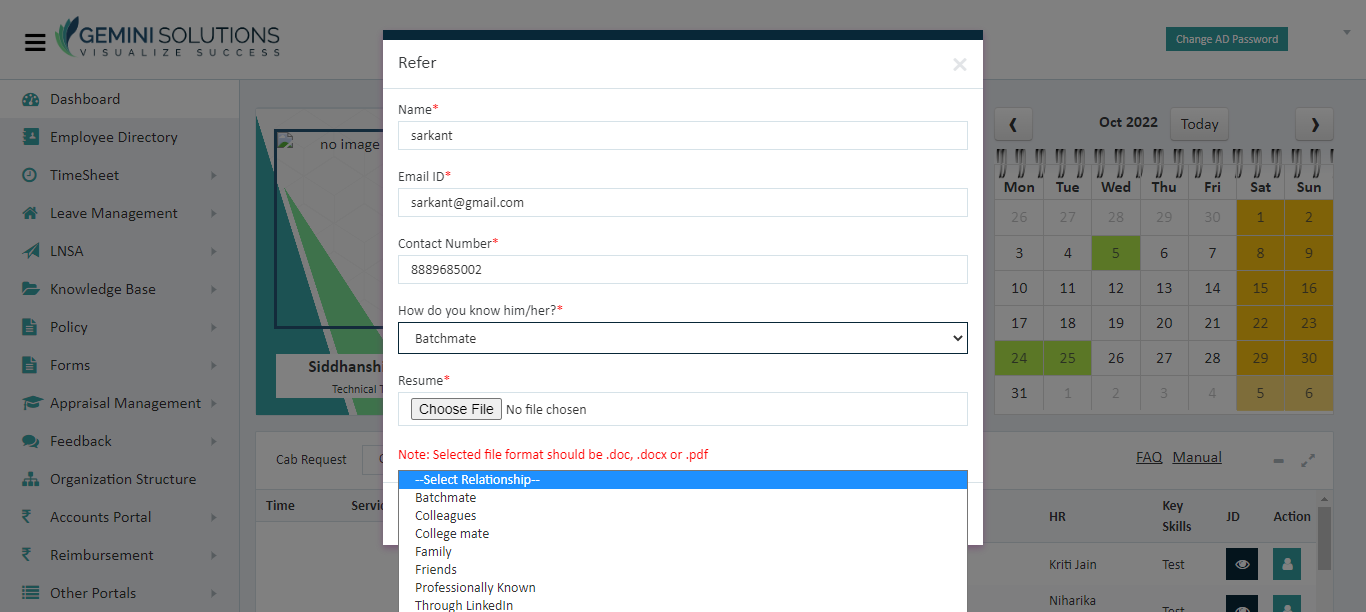 GEMINI SOLUTIONS
VISUALIZE SUCCESS
Change AD Password
Dashboard
Employee Directory
TimeSheet
Leave Management
LNSA
Knowledge Base
Policy
Forms
Appraisal Management
Feedback
Organization Structure
Accounts Portal
Reimbursement
Other Portals
no image
Siddhansh
Technical T
Cab Request
Time Servic
Refer
×
Name*
sarkant
Email ID*
sarkant@gmail.com
Contact Number*
8889685002
How do you know him/her?*
Batchmate
Resume*
Choose File No file chosen
Note: Selected file format should be .doc, .docx or .pdf
--Select Relationship--
Batchmate
Colleagues
College mate
Family
Friends
Professionally Known
Through LinkedIn
Oct 2022 Today
Mon Tue Wed Thu Fri Sat Sun
26 27 28 29 30 1 2
3 4 5 6 7 8 9
10 11 12 13 14 15 16
17 18 19 20 21 22 23
24 25 26 27 28 29 30
31 1 2 3 4 5 6
FAQ Manual
HR Key Skills JD Action
Kriti Jain Test
Niharika Test